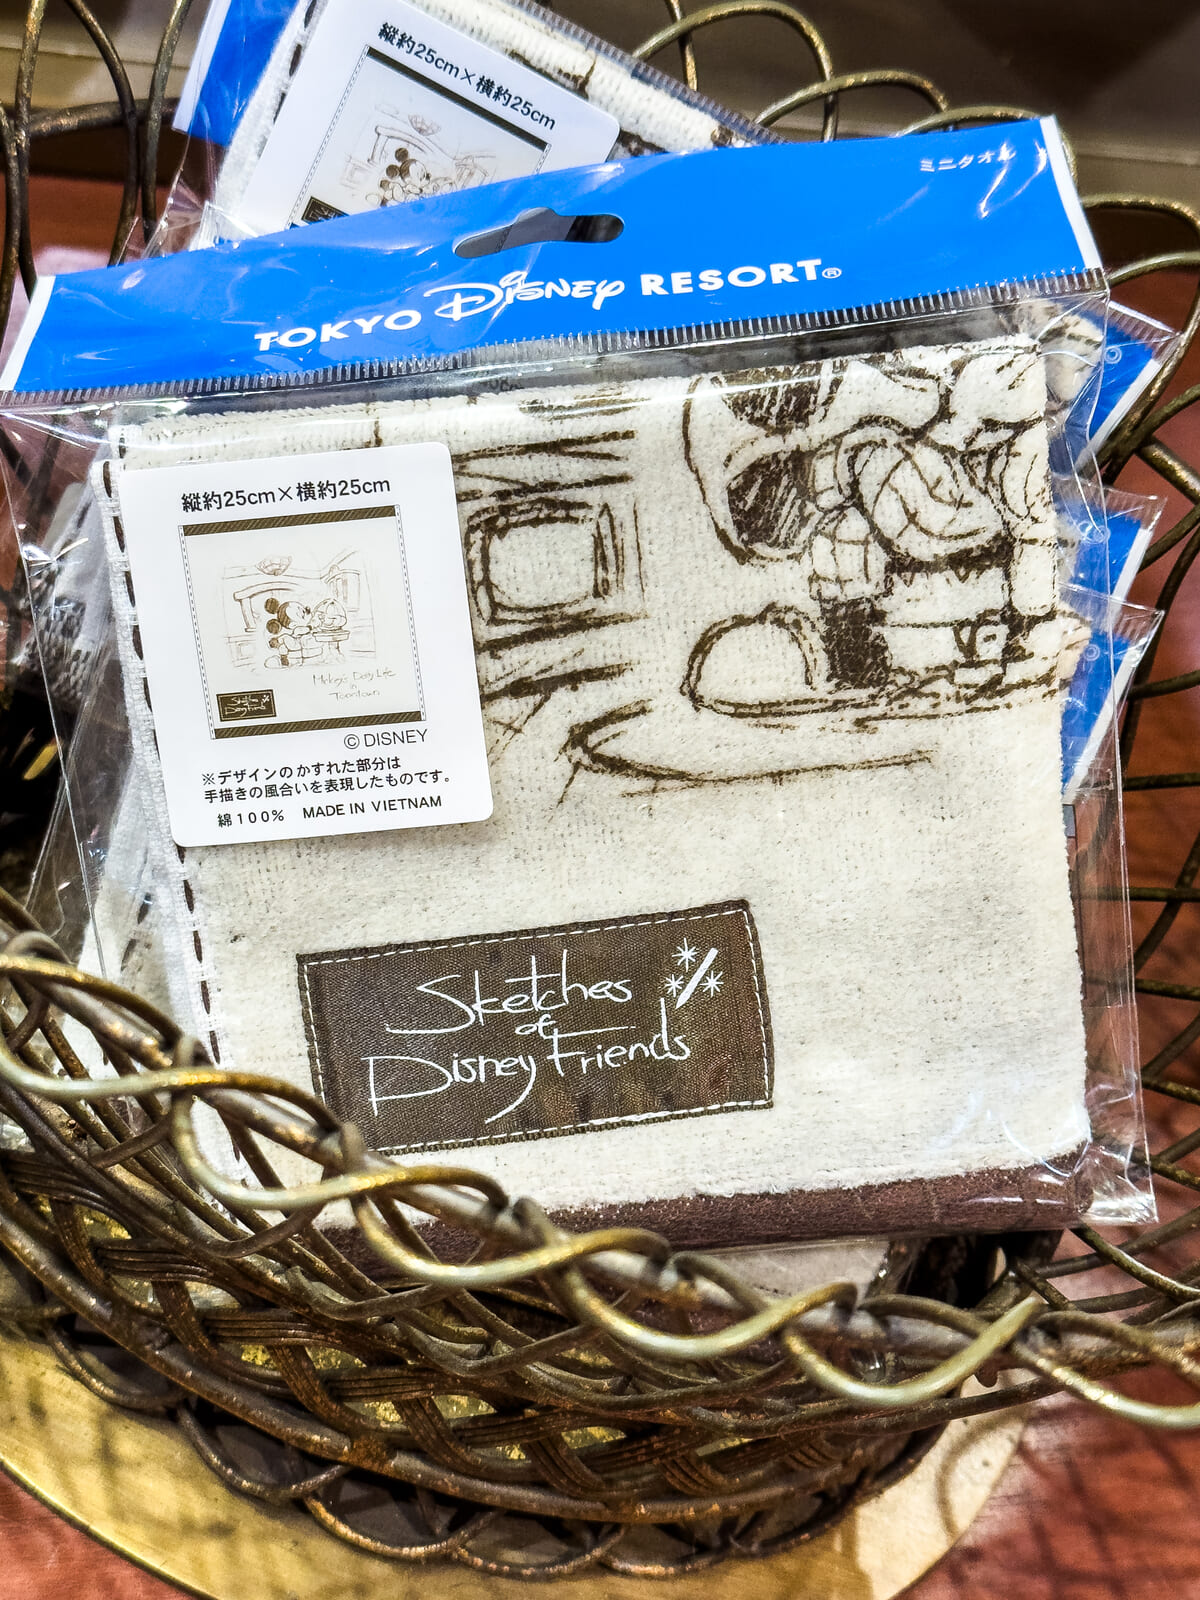 縦約25cm×横約25cm
ミニタオル
TOKYO DISNEY RESORT®
縦約25cm×横約25cm
Mickey's Daily Life
in
Toontown
Sketches
of
Disney Friends
© DISNEY
※デザインのかすれた部分は
手描きの風合いを表現したものです。
綿100% MADE IN VIETNAM
Sketches
of
Disney Friends